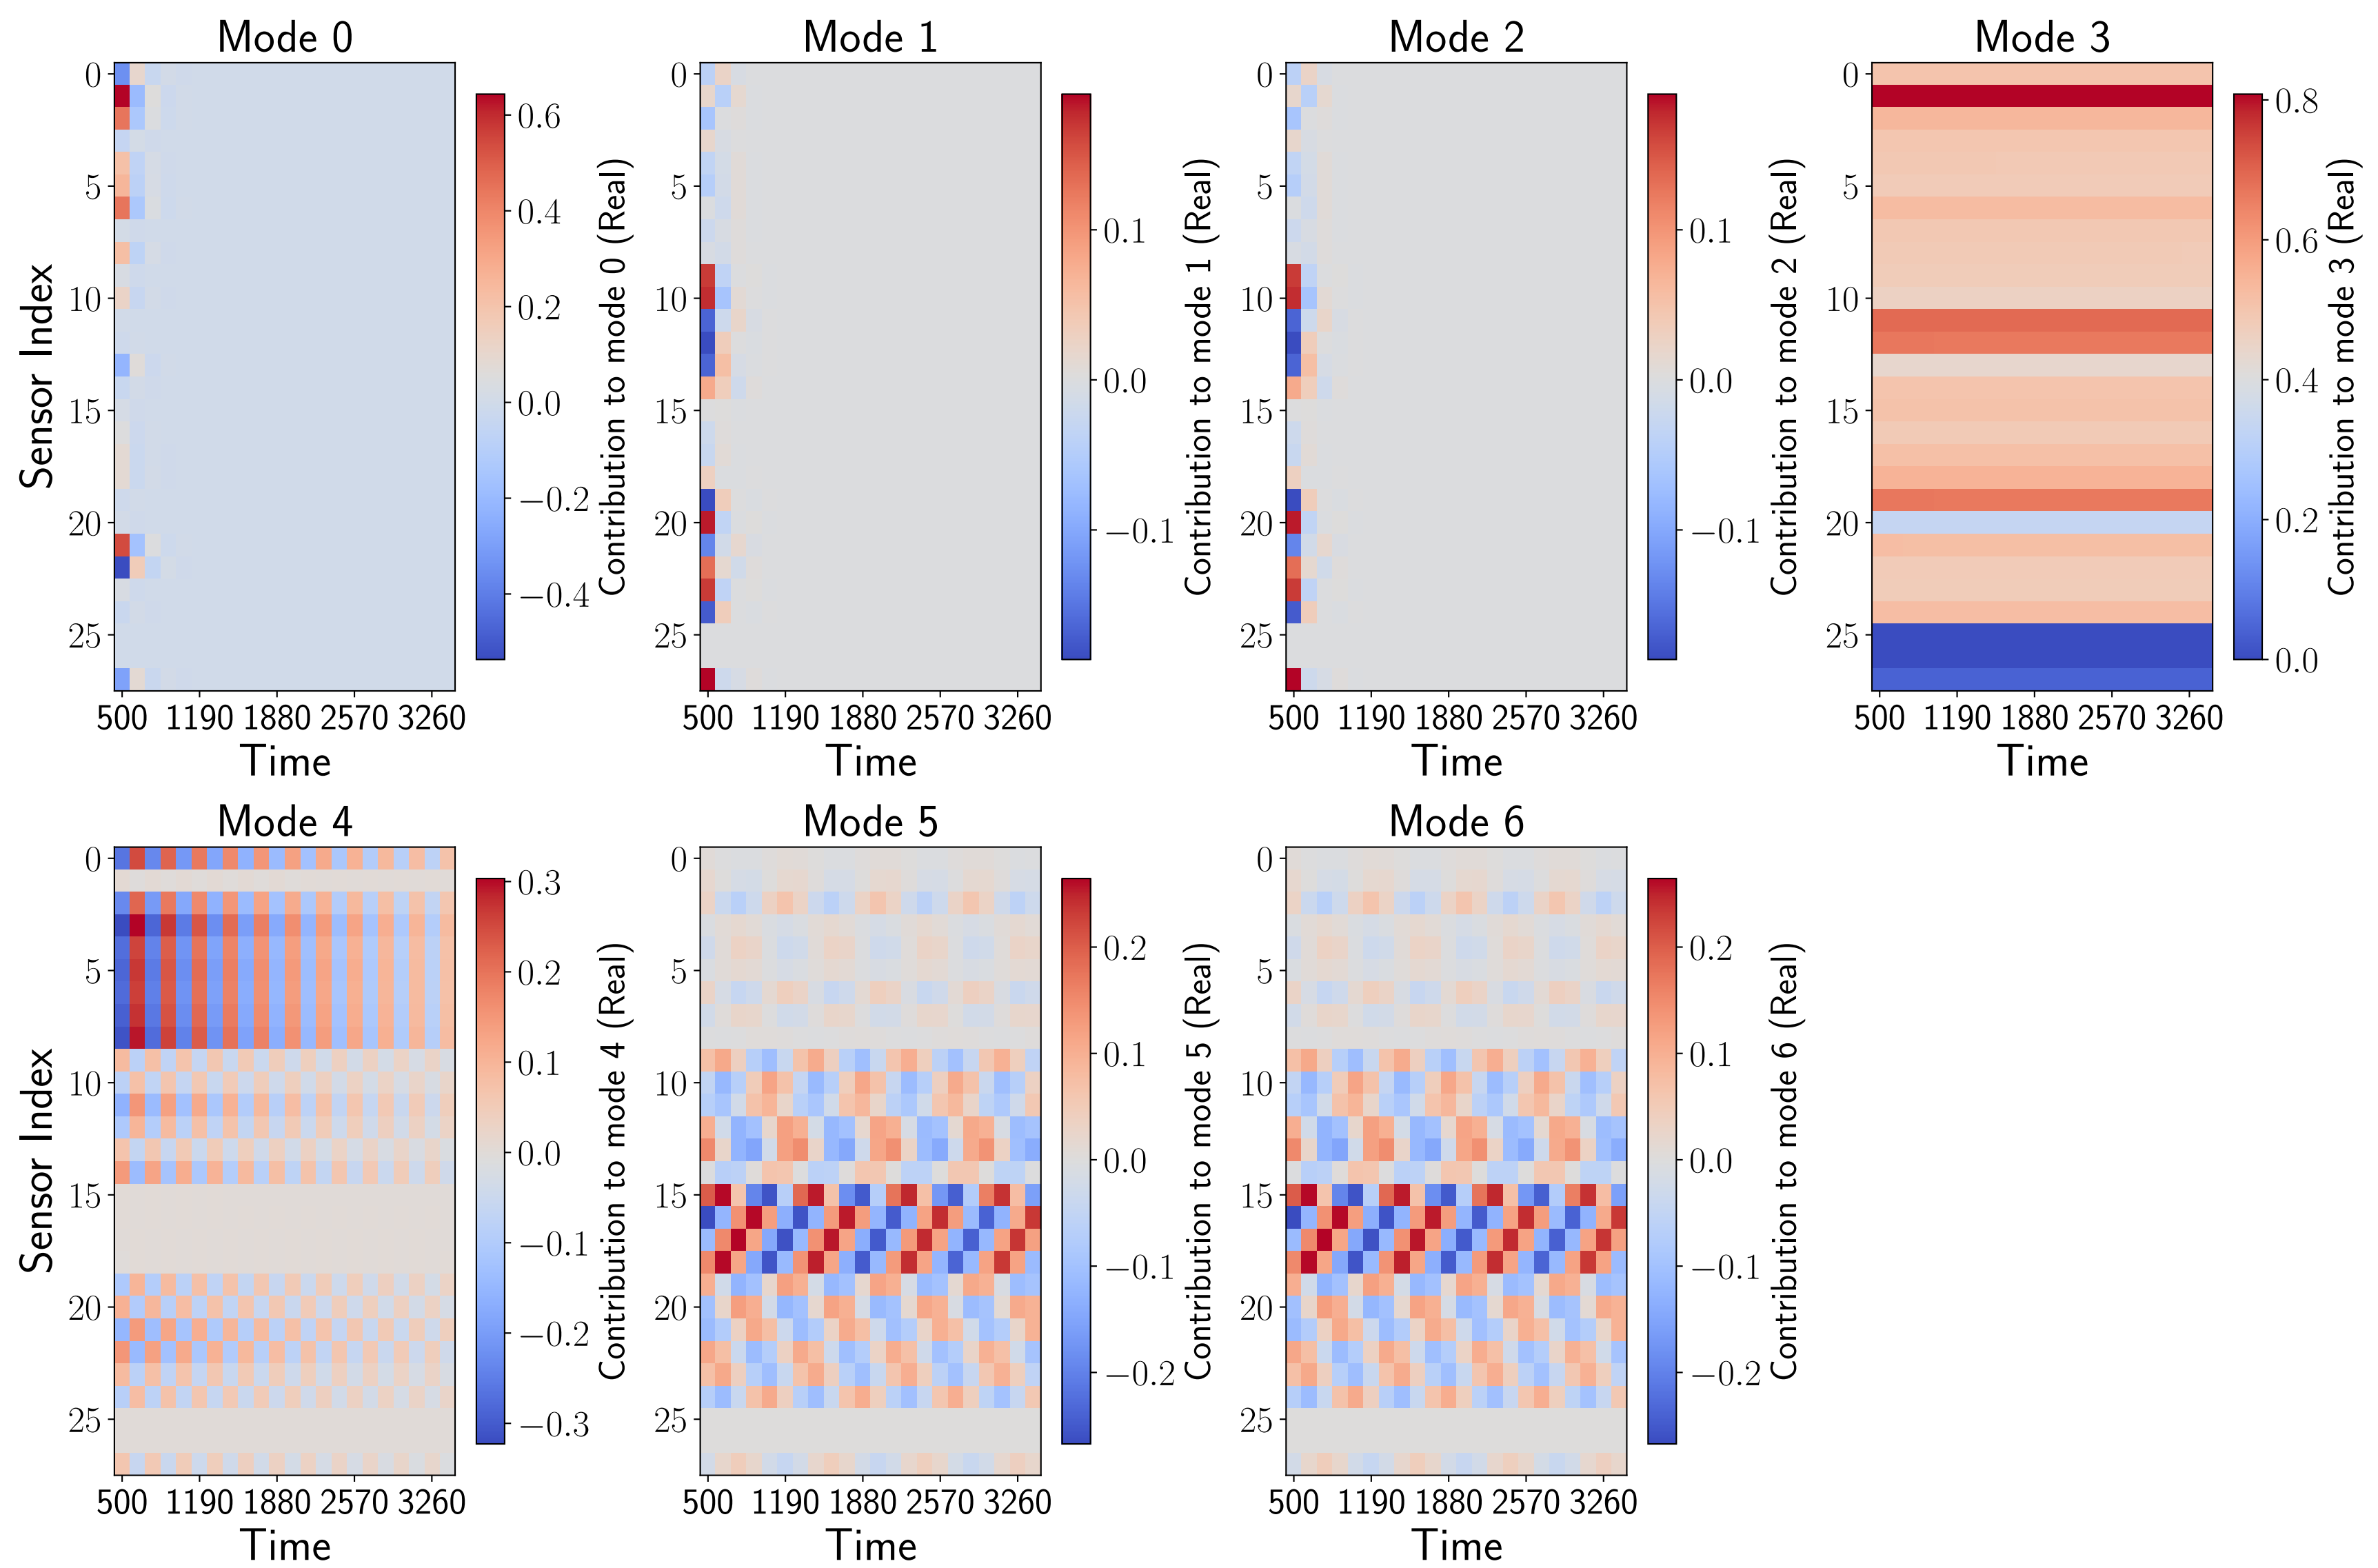 Mode 0
Sensor Index
0
5
10
15
20
25
500 1190 1880 2570 3260
Time
0.6
0.4
0.2
0.0
−0.2
−0.4
Contribution to mode 0 (Real)
Mode 1
0
5
10
15
20
25
500 1190 1880 2570 3260
Time
0.1
0.0
−0.1
Contribution to mode 1 (Real)
Mode 2
0
5
10
15
20
25
500 1190 1880 2570 3260
Time
0.1
0.0
−0.1
Contribution to mode 2 (Real)
Mode 3
0
5
10
15
20
25
500 1190 1880 2570 3260
Time
0.8
0.6
0.4
0.2
0.0
Contribution to mode 3 (Real)
Mode 4
Sensor Index
0
5
10
15
20
25
500 1190 1880 2570 3260
Time
0.3
0.2
0.1
0.0
−0.1
−0.2
−0.3
Contribution to mode 4 (Real)
Mode 5
0
5
10
15
20
25
500 1190 1880 2570 3260
Time
0.2
0.1
0.0
−0.1
−0.2
Contribution to mode 5 (Real)
Mode 6
0
5
10
15
20
25
500 1190 1880 2570 3260
Time
0.2
0.1
0.0
−0.1
−0.2
Contribution to mode 6 (Real)